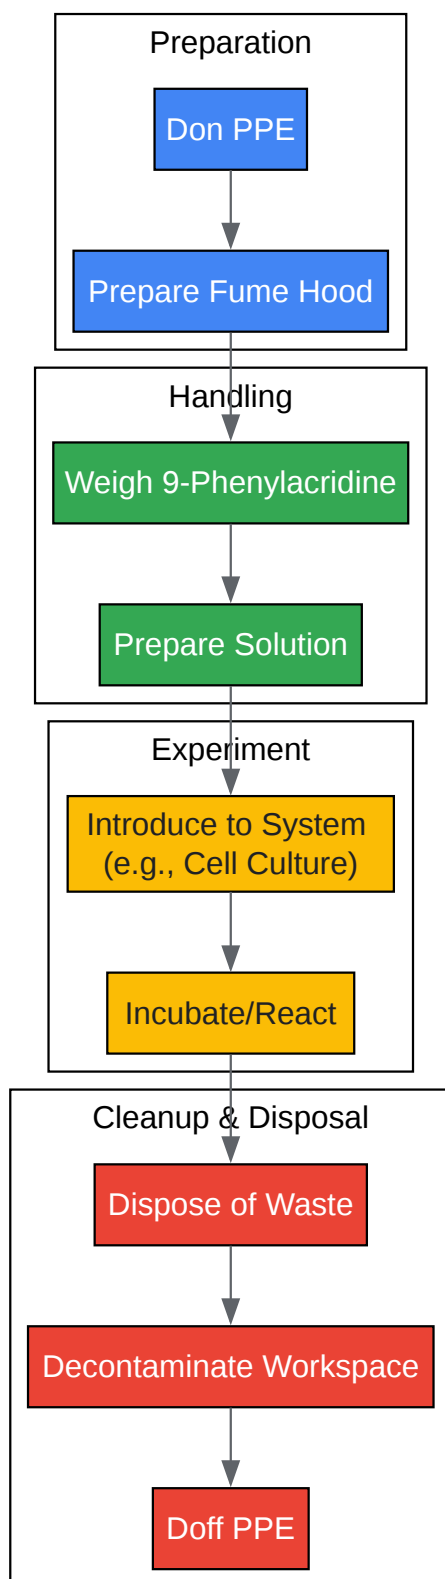 Preparation
Don PPE
Prepare Fume Hood
Handling
Weigh 9-Phenylacridine
Prepare Solution
Experiment
Introduce to System
(e.g., Cell Culture)
Incubate/React
Cleanup & Disposal
Dispose of Waste
Decontaminate Workspace
Doff PPE